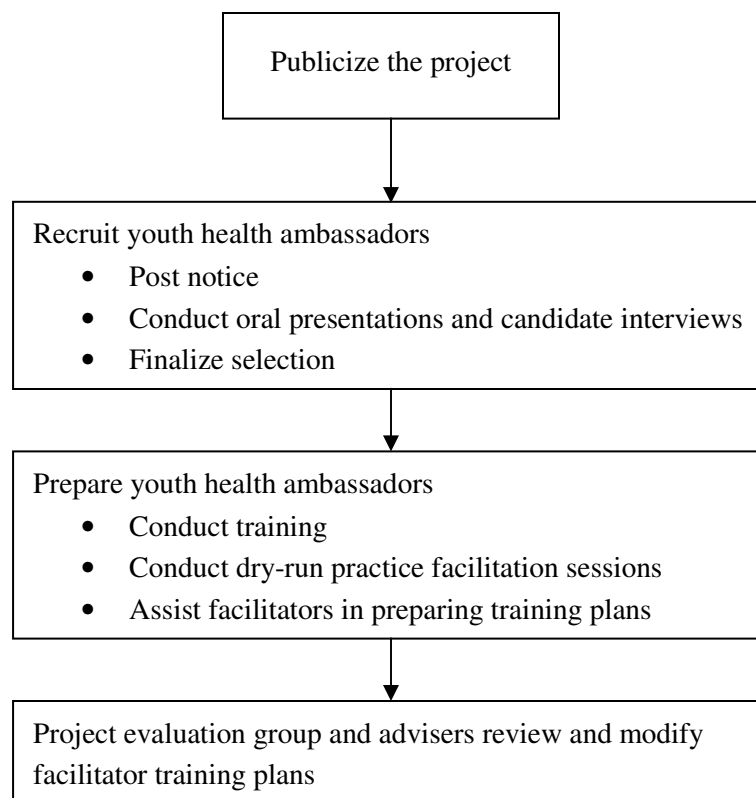 Publicize the project
Recruit youth health ambassadors
• Post notice
• Conduct oral presentations and candidate interviews
• Finalize selection
Prepare youth health ambassadors
• Conduct training
• Conduct dry-run practice facilitation sessions
• Assist facilitators in preparing training plans
Project evaluation group and advisers review and modify
facilitator training plans